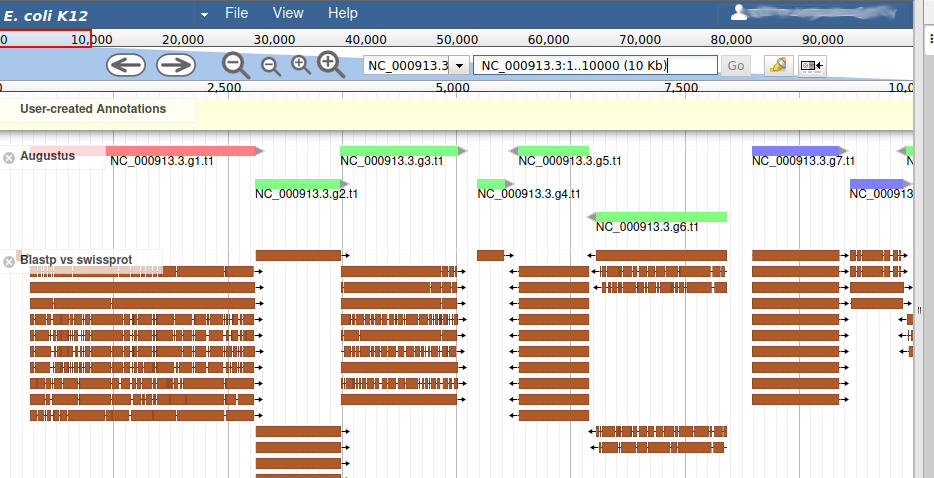 E. coli K12 File View Help
0 10,000 20,000 30,000 40,000 50,000 60,000 70,000 80,000 90,000
NC_000913.3 NC_000913.3:1..10000 (10 Kb) Go
0 2,500 5,000 7,500 10,0
User-created Annotations
Augustus
NC_000913.3.g1.t1 NC_000913.3.g3.t1 NC_000913.3.g5.t1 NC_000913.3.g7.t1 N
NC_000913.3.g2.t1 NC_000913.3.g4.t1 NC_000913
NC_000913.3.g6.t1
Blastp vs swissprot